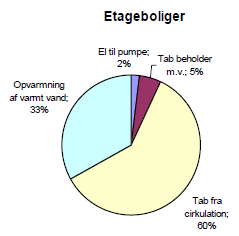 Etageboliger
El til pumpe;
2%
Tab beholder
m.v.; 5%
Opvarmning
af varmt vand;
33%
Tab fra
cirkulation;
60%